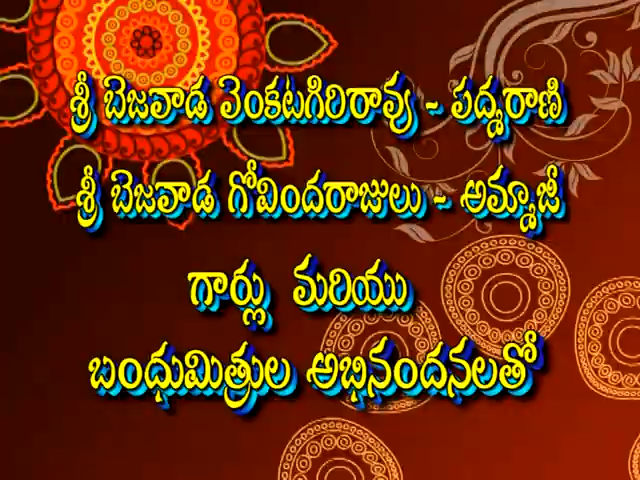 శ్రీ బెజవాడ వెంకటగిరిరావు - పద్మరాణి
శ్రీ బెజవాడ గోవిందరాజులు - అమ్మాజీ
గార్లు మరియు
బంధుమిత్రుల అభినందనలతో